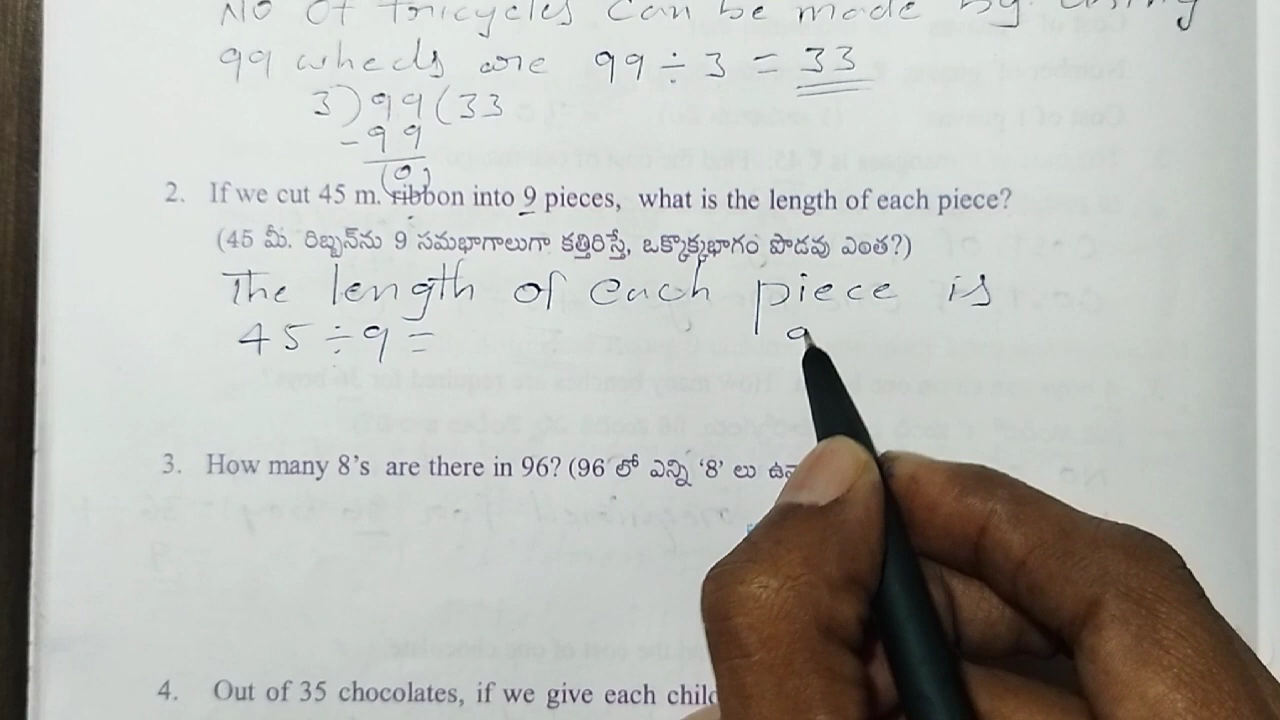 No of tricycles can be made by using
99 wheels are 99 ÷ 3 = 33
3)99(33
-99
(0)
2. If we cut 45 m. ribbon into 9 pieces, what is the length of each piece?
(45 మీ. రిబ్బన్‌ను 9 సమభాగాలుగా కత్తిరిస్తే, ఒక్కొక్కభాగం పొడవు ఎంత?)
The length of each piece is
45 ÷ 9 =
9
3. How many 8's are there in 96? (96 లో ఎన్ని '8' లు
4. Out of 35 chocolates, if we give each